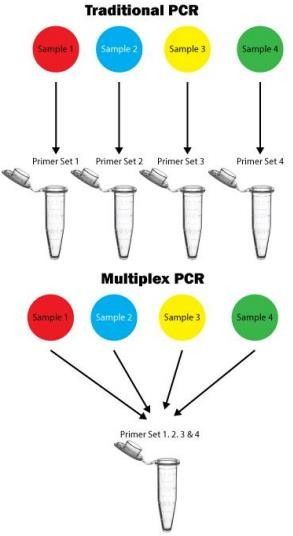 Traditional PCR
Sample 1 Sample 2 Sample 3 Sample 4
Primer Set 1 Primer Set 2 Primer Set 3 Primer Set 4
Multiplex PCR
Sample 1 Sample 2 Sample 3 Sample 4
Primer Set 1. 2. 3 & 4